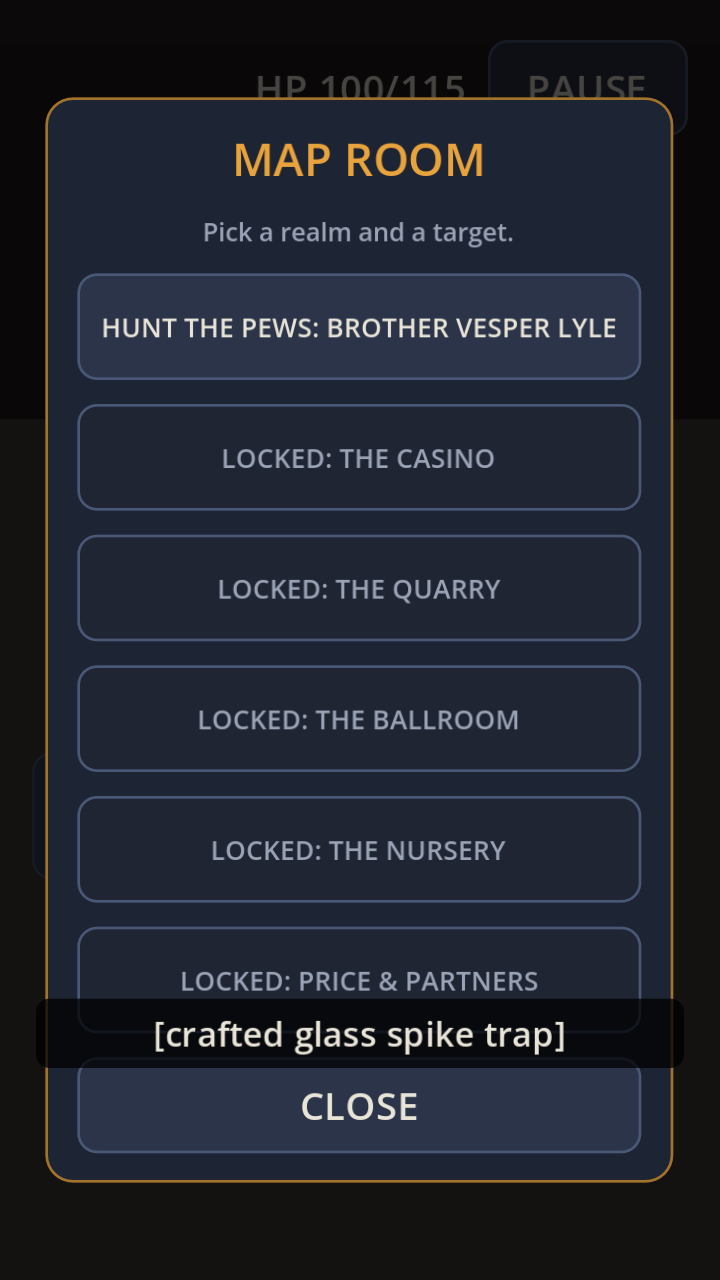 HP 100/115
PAUSE
MAP ROOM
Pick a realm and a target.
HUNT THE PEWS: BROTHER VESPER LYLE
LOCKED: THE CASINO
LOCKED: THE QUARRY
LOCKED: THE BALLROOM
LOCKED: THE NURSERY
LOCKED: PRICE & PARTNERS
[crafted glass spike trap]
CLOSE